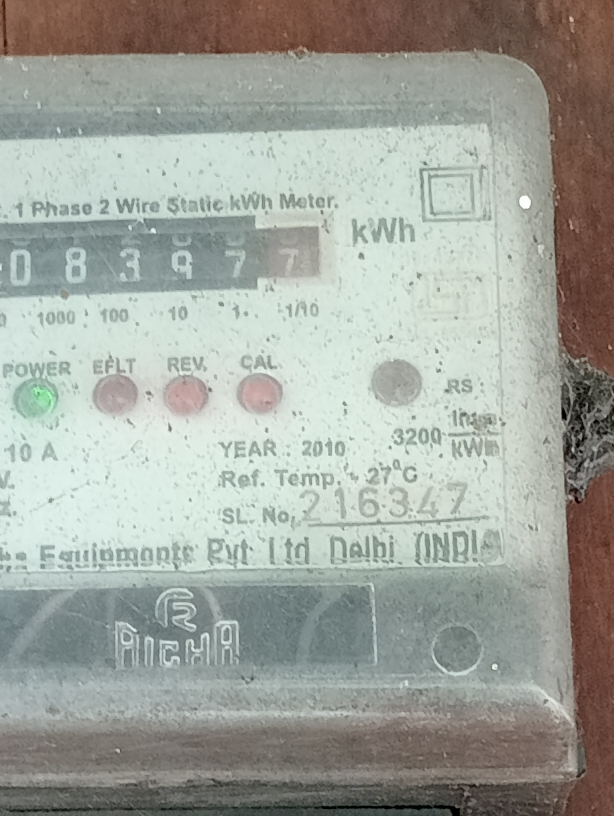 . 1 Phase 2 Wire Static kWh Meter.
0 8 3 9 7 7 kWh
0 1000 100 10 1 1/10
POWER EFLT REV. CAL
RS
10 A YEAR : 2010 3200 Imp/kWh
V. Ref. Temp. - 27°C
z. SL. No. 216347
Equipments Pvt Ltd Delhi (INDIA